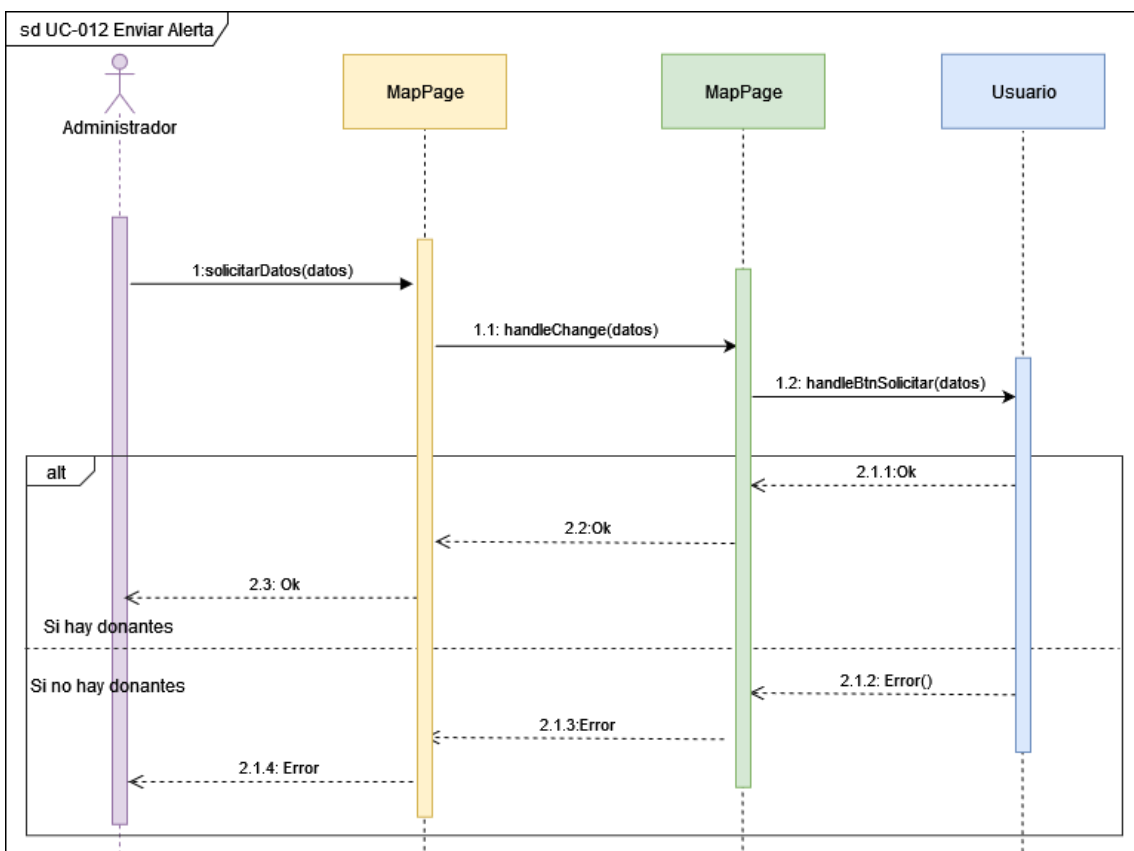 sd UC-012 Enviar Alerta
Administrador
MapPage
MapPage
Usuario
1:solicitarDatos(datos)
1.1: handleChange(datos)
1.2: handleBtnSolicitar(datos)
alt
2.1.1:Ok
2.2:Ok
2.3: Ok
Si hay donantes
Si no hay donantes
2.1.2: Error()
2.1.3:Error
2.1.4: Error